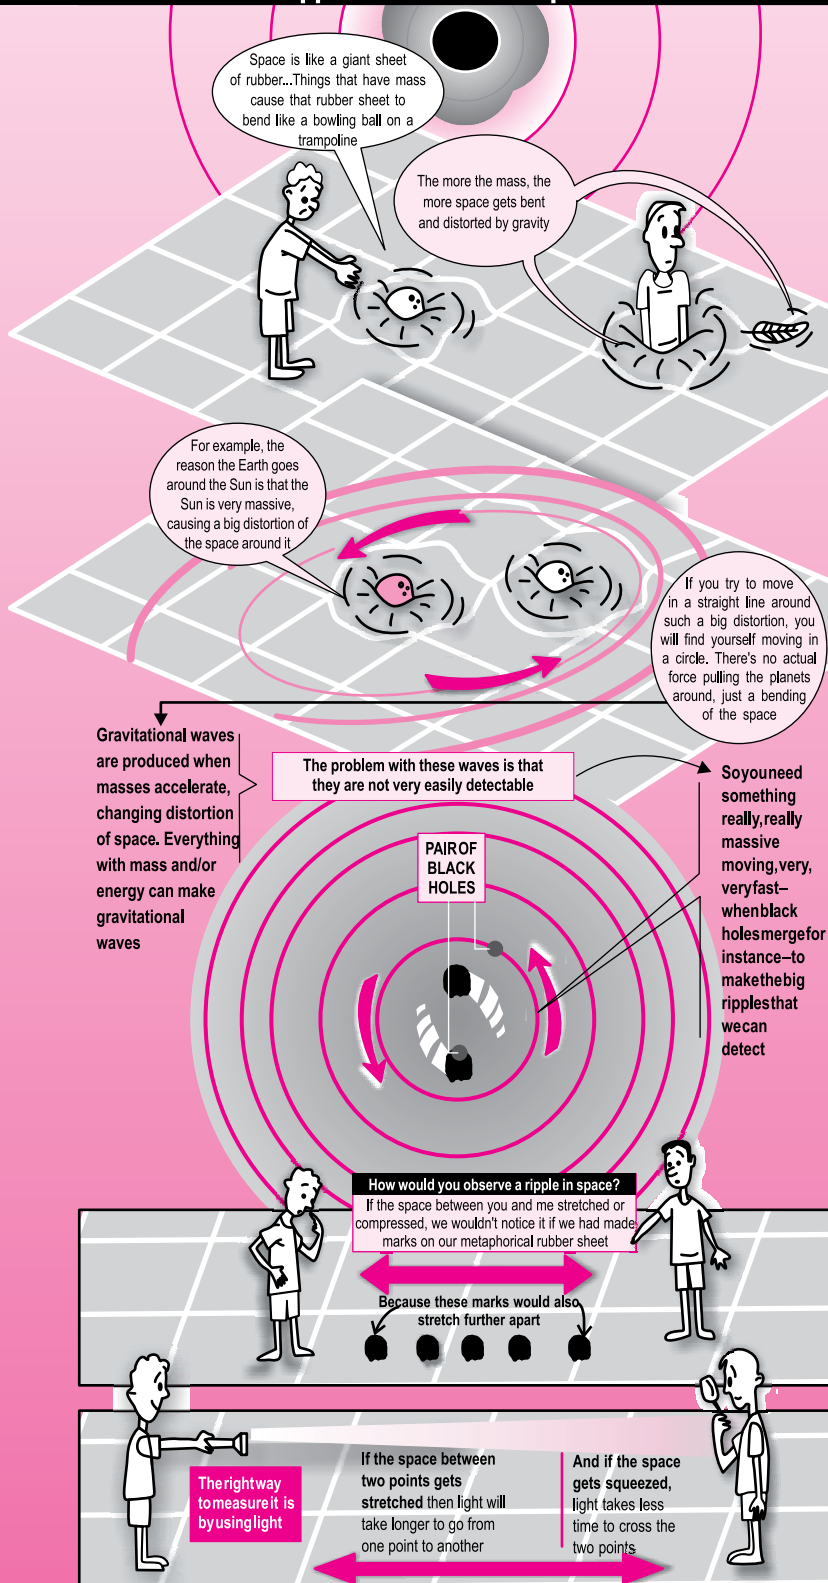 Space is like a giant sheet
of rubber...Things that have mass
cause that rubber sheet to
bend like a bowling ball on a
trampoline
The more the mass, the
more space gets bent
and distorted by gravity
For example, the
reason the Earth goes
around the Sun is that the
Sun is very massive,
causing a big distortion of
the space around it
If you try to move
in a straight line around
such a big distortion, you
will find yourself moving in
a circle. There's no actual
force pulling the planets
around, just a bending
of the space
Gravitational waves
are produced when
masses accelerate,
changing distortion
of space. Everything
with mass and/or
energy can make
gravitational
waves
The problem with these waves is that
they are not very easily detectable
Soyouneed
something
really,really
massive
moving,very,
veryfast–
whenblack
holesmergefor
instance–to
makethebig
ripplesthat
wecan
detect
PAIROF
BLACK
HOLES
How would you observe a ripple in space?
If the space between you and me stretched or
compressed, we wouldn't notice it if we had made
marks on our metaphorical rubber sheet
Because these marks would also
stretch further apart
Therightway
tomeasureit is
byusinglight
If the space between
two points gets
stretched then light will
take longer to go from
one point to another
And if the space
gets squeezed,
light takes less
time to cross the
two points